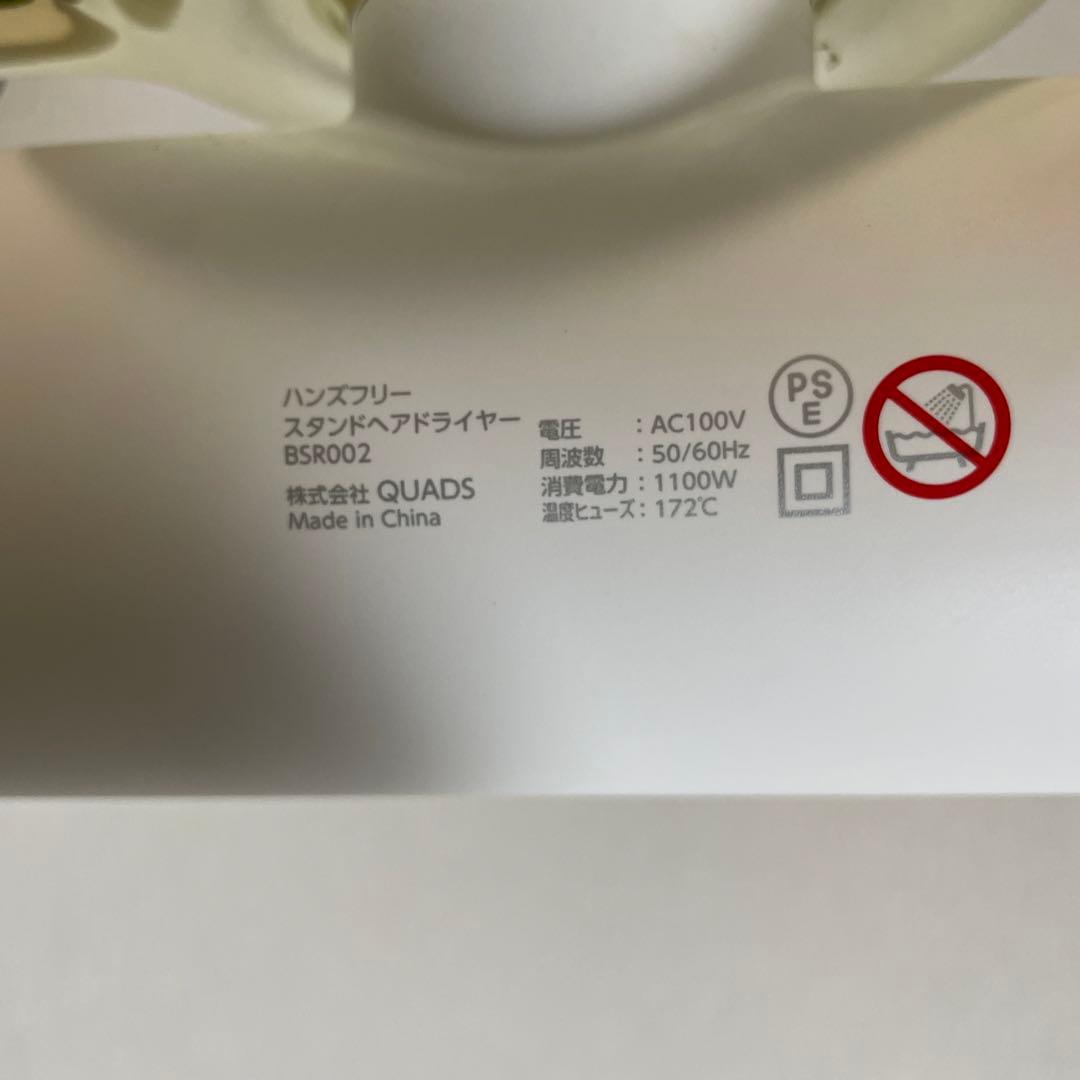 ハンズフリー
スタンドヘアドライヤー
BSR002
株式会社 QUADS
Made in China
電圧 : AC100V
周波数 : 50/60Hz
消費電力 : 1100W
温度ヒューズ : 172℃
PS
E